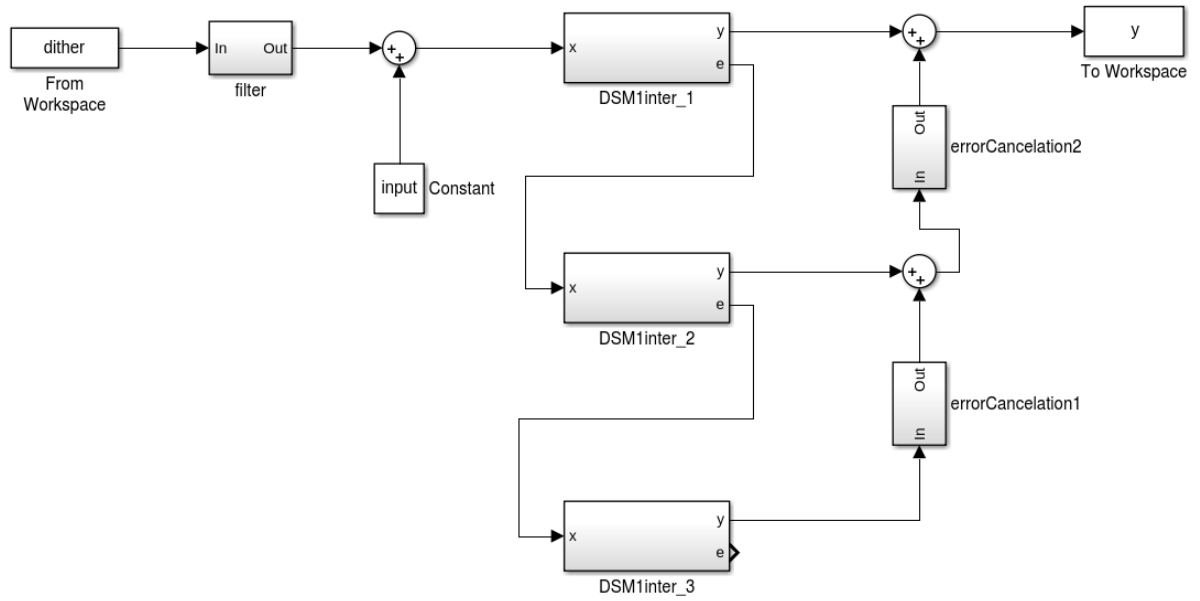 dither
From
Workspace
In
Out
filter
+
+
input
Constant
x
y
e
DSM1inter_1
+
+
y
To Workspace
Out
In
errorCancelation2
x
y
e
DSM1inter_2
+
+
Out
In
errorCancelation1
x
y
e
DSM1inter_3